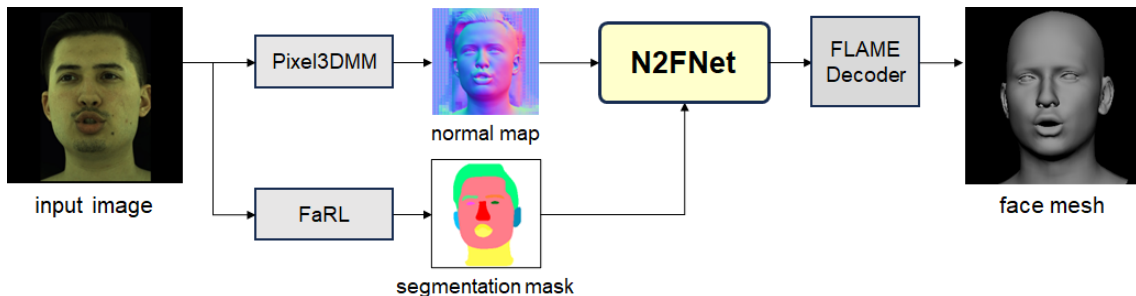 Pixel3DMM
N2FNet
FLAME
Decoder
normal map
input image
FaRL
face mesh
segmentation mask